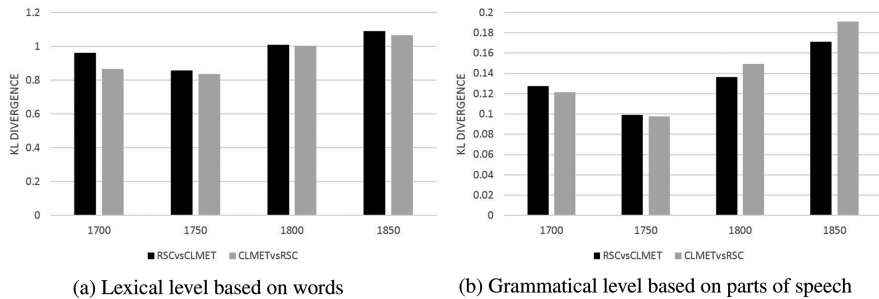 KL DIVERGENCE
1.2
1
0.8
0.6
0.4
0.2
0
1700 1750 1800 1850
RSCvsCLMET CLMETvsRSC
(a) Lexical level based on words
KL DIVERGENCE
0.2
0.18
0.16
0.14
0.12
0.1
0.08
0.06
0.04
0.02
0
1700 1750 1800 1850
RSCvsCLMET CLMETvsRSC
(b) Grammatical level based on parts of speech